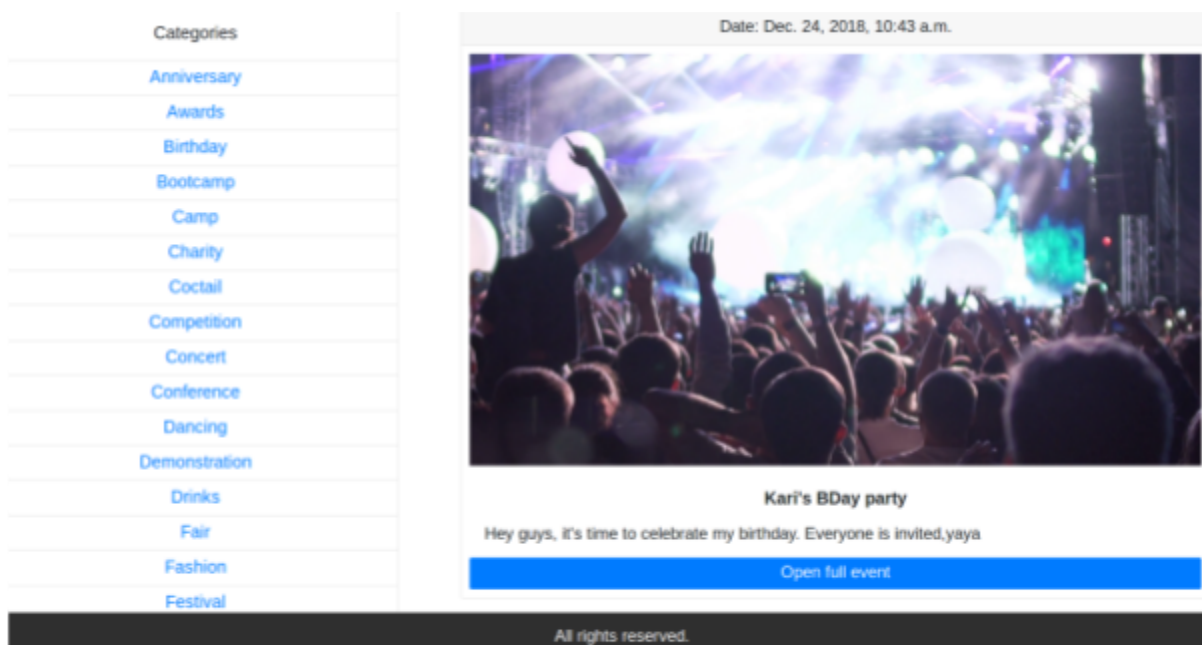 Categories
Anniversary
Awards
Birthday
Bootcamp
Camp
Charity
Coctail
Competition
Concert
Conference
Dancing
Demonstration
Drinks
Fair
Fashion
Festival
Date: Dec. 24, 2018, 10:43 a.m.
Kari's BDay party
Hey guys, it's time to celebrate my birthday. Everyone is invited,yaya
Open full event
All rights reserved.